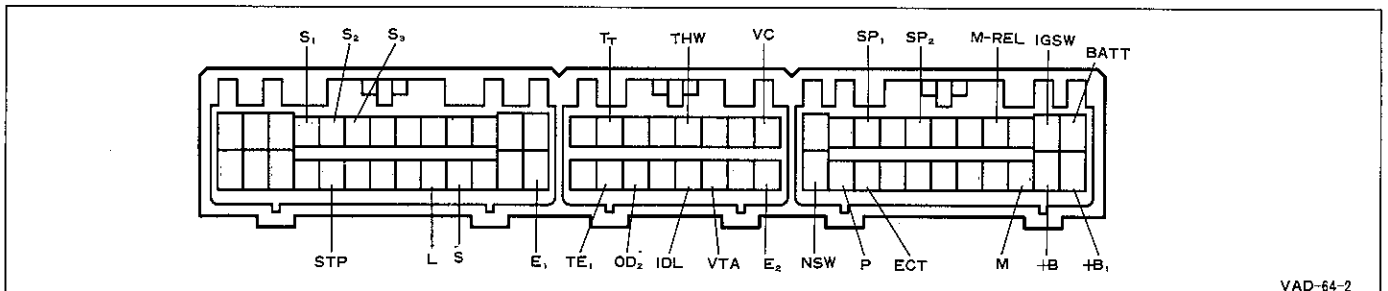 S₁ S₂ S₃ T_T THW VC SP₁ SP₂ M-REL IGSW BATT
STP L S E₁ TE₁ OD₂ IDL VTA E₂ NSW P ECT M +B +B₁
VAD-64-2